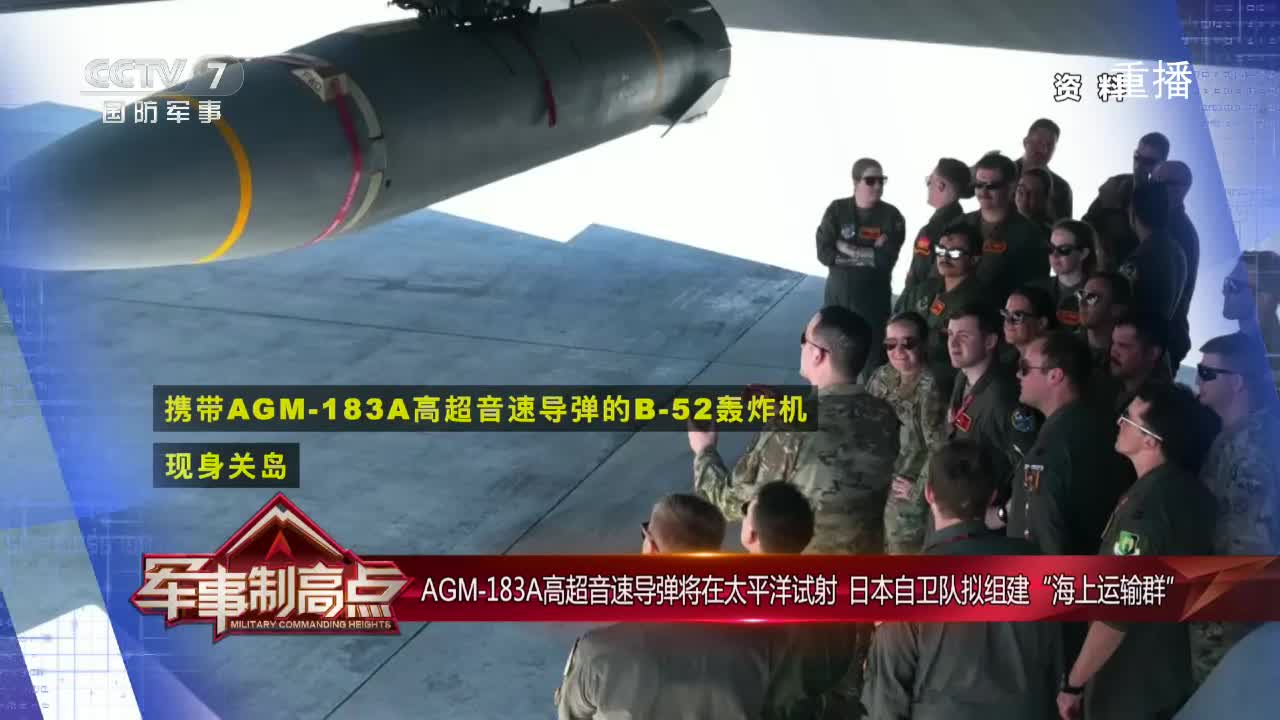 CCTV 7
国防军事
资料
重播
携带AGM-183A高超音速导弹的B-52轰炸机
现身关岛
军事制高点
MILITARY COMMANDING HEIGHTS
AGM-183A高超音速导弹将在太平洋试射 日本自卫队拟组建“海上运输群”